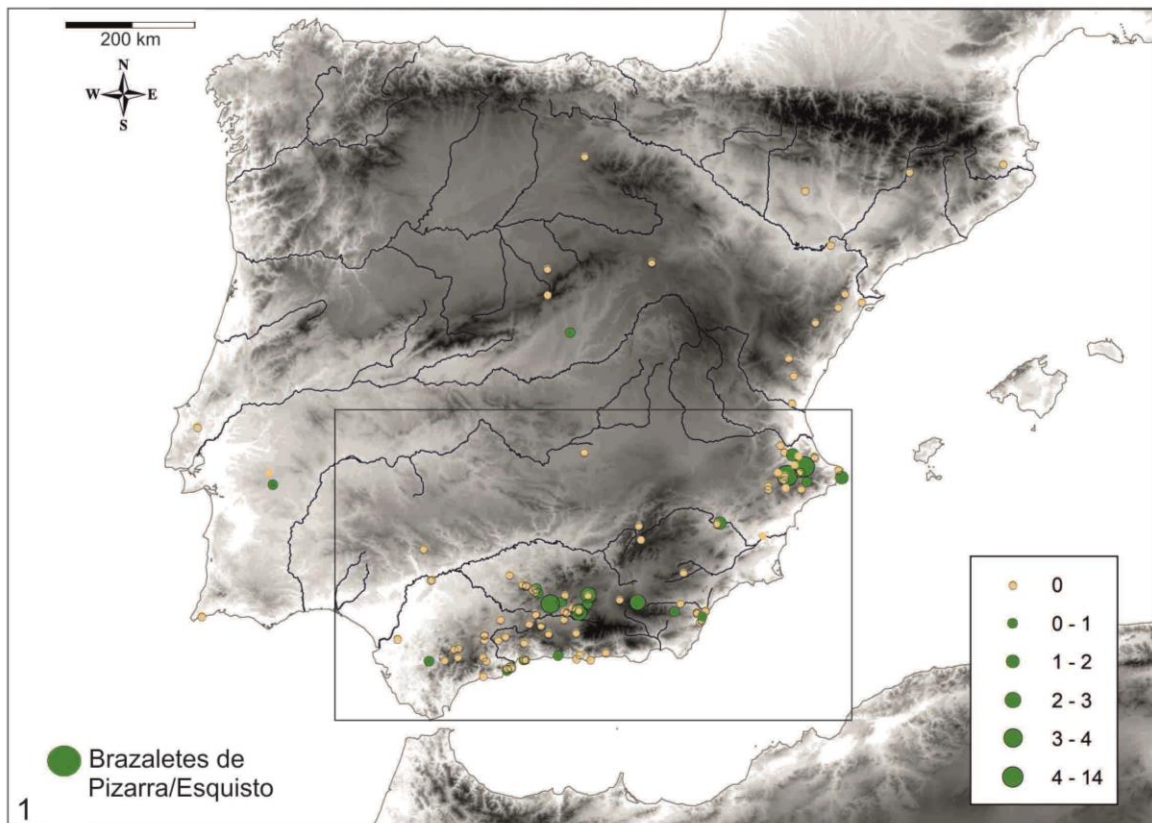 200 km
N
W E
S
0
0 - 1
1 - 2
2 - 3
3 - 4
4 - 14
Brazaletes de
Pizarra/Esquisto
1